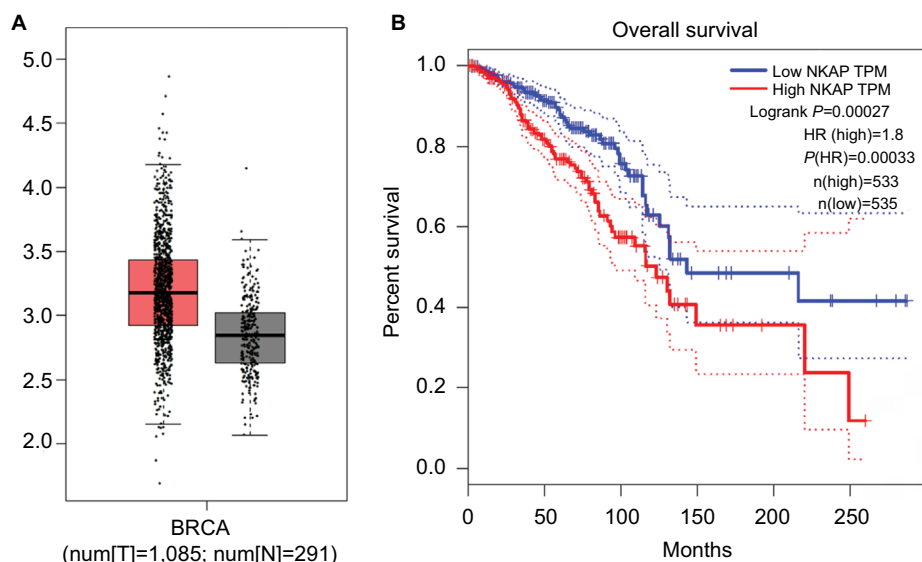 A
5.0
4.5
4.0
3.5
3.0
2.5
2.0
BRCA
(num[T]=1,085; num[N]=291)
B
Overall survival
Percent survival
1.0
0.8
0.6
0.4
0.2
0.0
Low NKAP TPM
High NKAP TPM
Logrank P=0.00027
HR (high)=1.8
P(HR)=0.00033
n(high)=533
n(low)=535
0 50 100 150 200 250
Months